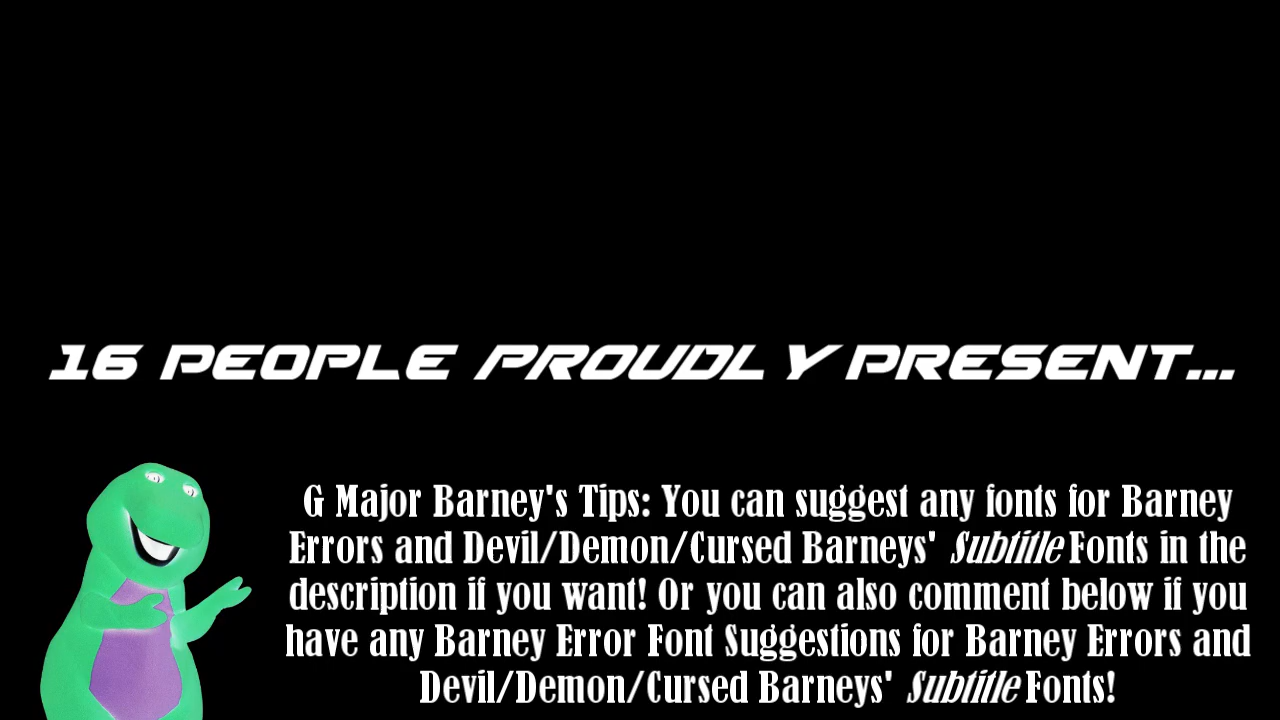 16 PEOPLE PROUDLY PRESENT...
G Major Barney's Tips: You can suggest any fonts for Barney
Errors and Devil/Demon/Cursed Barneys' Subtitle Fonts in the
description if you want! Or you can also comment below if you
have any Barney Error Font Suggestions for Barney Errors and
Devil/Demon/Cursed Barneys' Subtitle Fonts!